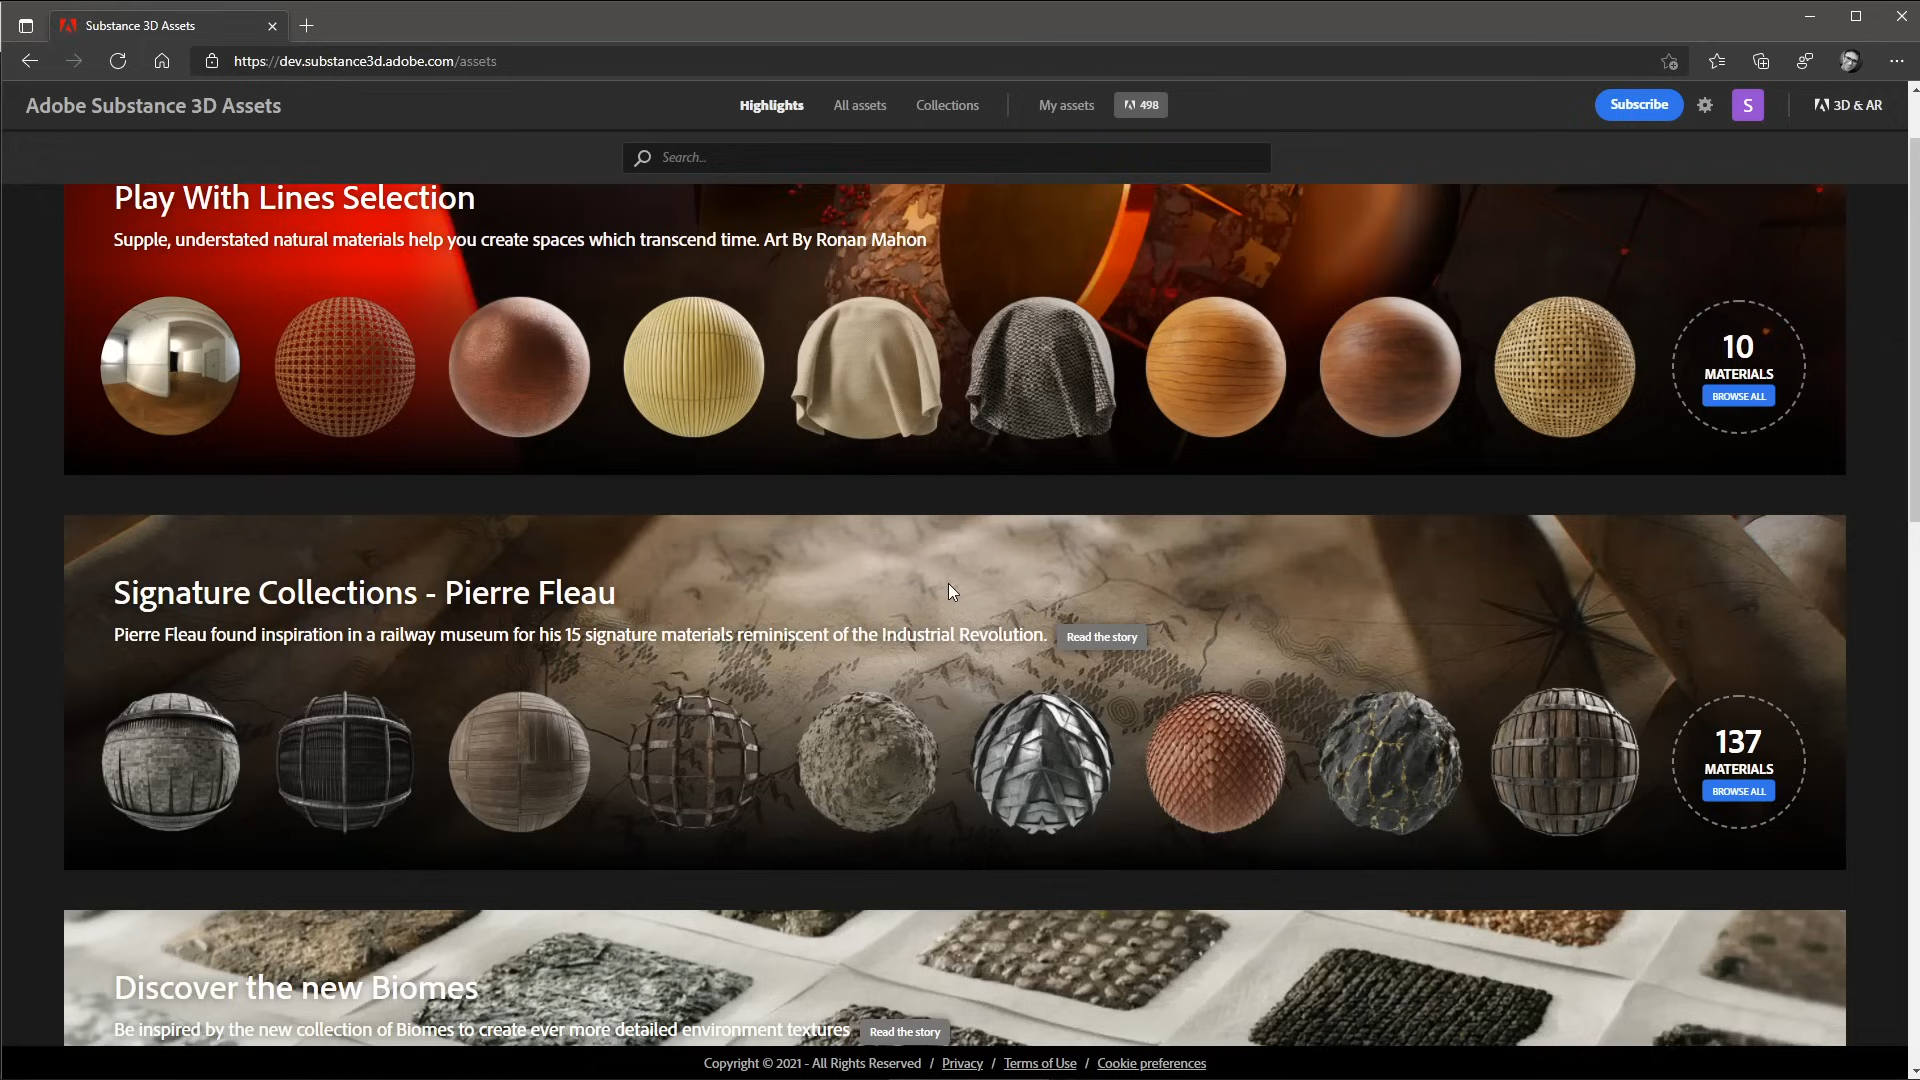 Substance 3D Assets
https://dev.substance3d.adobe.com/assets
Adobe Substance 3D Assets
Highlights
All assets
Collections
My assets
498
Subscribe
S
3D & AR
Search...
Play With Lines Selection
Supple, understated natural materials help you create spaces which transcend time. Art By Ronan Mahon
10
MATERIALS
BROWSE ALL
Signature Collections - Pierre Fleau
Pierre Fleau found inspiration in a railway museum for his 15 signature materials reminiscent of the Industrial Revolution.
Read the story
137
MATERIALS
BROWSE ALL
Discover the new Biomes
Be inspired by the new collection of Biomes to create ever more detailed environment textures
Read the story
Copyright © 2021 - All Rights Reserved / Privacy / Terms of Use / Cookie preferences